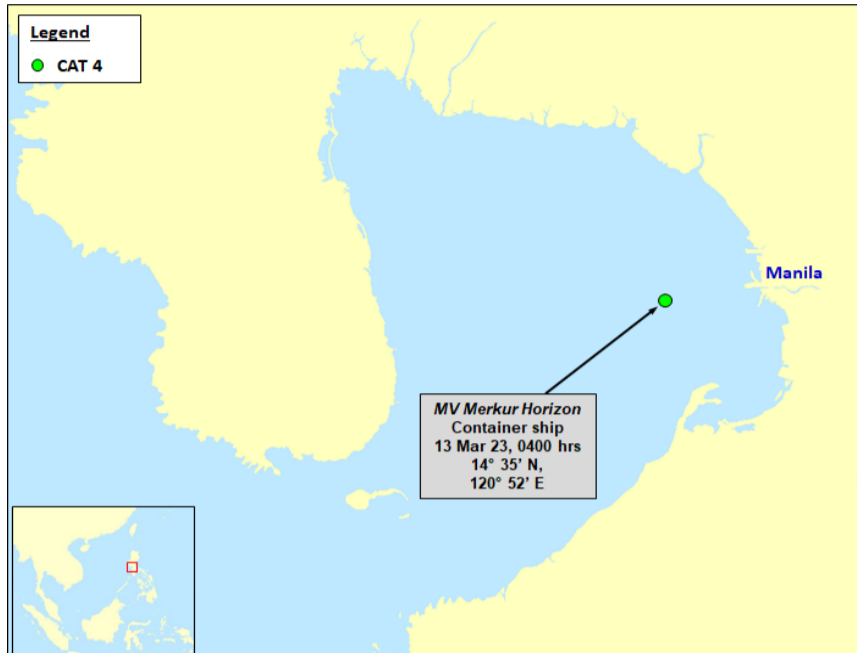 Legend
CAT 4
Manila
MV Merkur Horizon
Container ship
13 Mar 23, 0400 hrs
14° 35’ N,
120° 52’ E